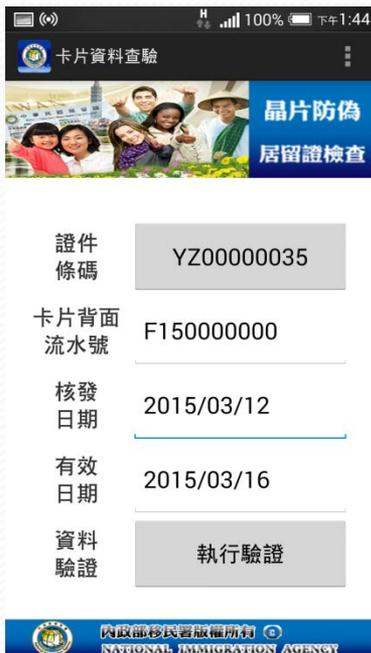 H 100% 下午1:44
卡片資料查驗
晶片防偽
居留證檢查
證件
條碼
YZ00000035
卡片背面
流水號
F150000000
核發
日期
2015/03/12
有效
日期
2015/03/16
資料
驗證
執行驗證
內政部移民署版權所有 ©
NATIONAL IMMIGRATION AGENCY